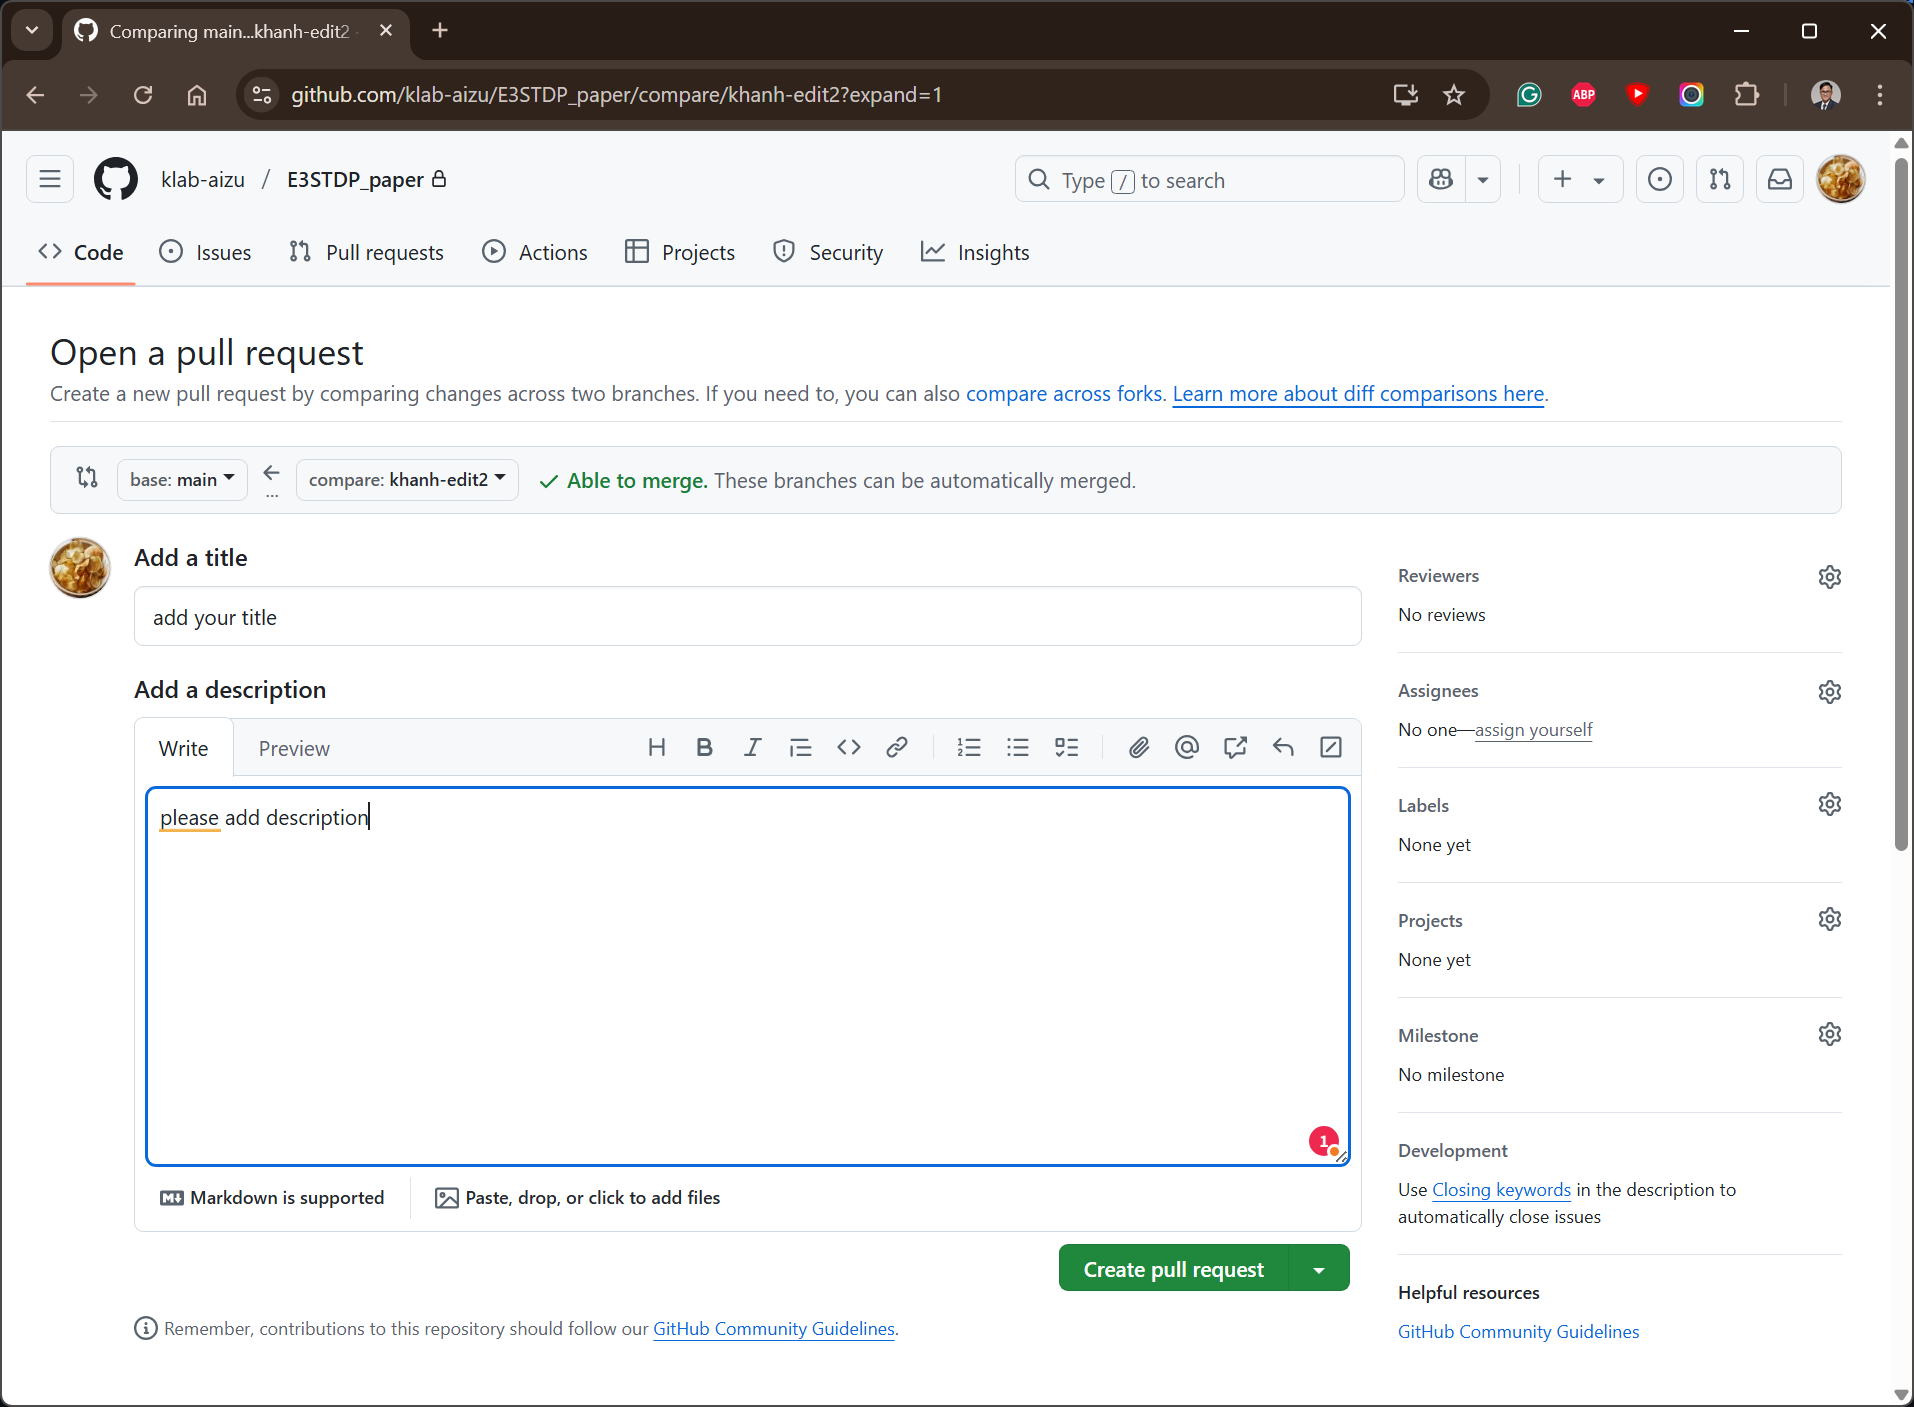 Comparing main...khanh-edit2
github.com/klab-aizu/E3STDP_paper/compare/khanh-edit2?expand=1
ABP
klab-aizu / E3STDP_paper
Type / to search
Code Issues Pull requests Actions Projects Security Insights
Open a pull request
Create a new pull request by comparing changes across two branches. If you need to, you can also compare across forks. Learn more about diff comparisons here.
base: main ... compare: khanh-edit2 Able to merge. These branches can be automatically merged.
Add a title
add your title
Add a description
Write Preview
please add description
1
Markdown is supported
Paste, drop, or click to add files
Create pull request
Remember, contributions to this repository should follow our GitHub Community Guidelines.
Reviewers
No reviews
Assignees
No one—assign yourself
Labels
None yet
Projects
None yet
Milestone
No milestone
Development
Use Closing keywords in the description to
automatically close issues
Helpful resources
GitHub Community Guidelines